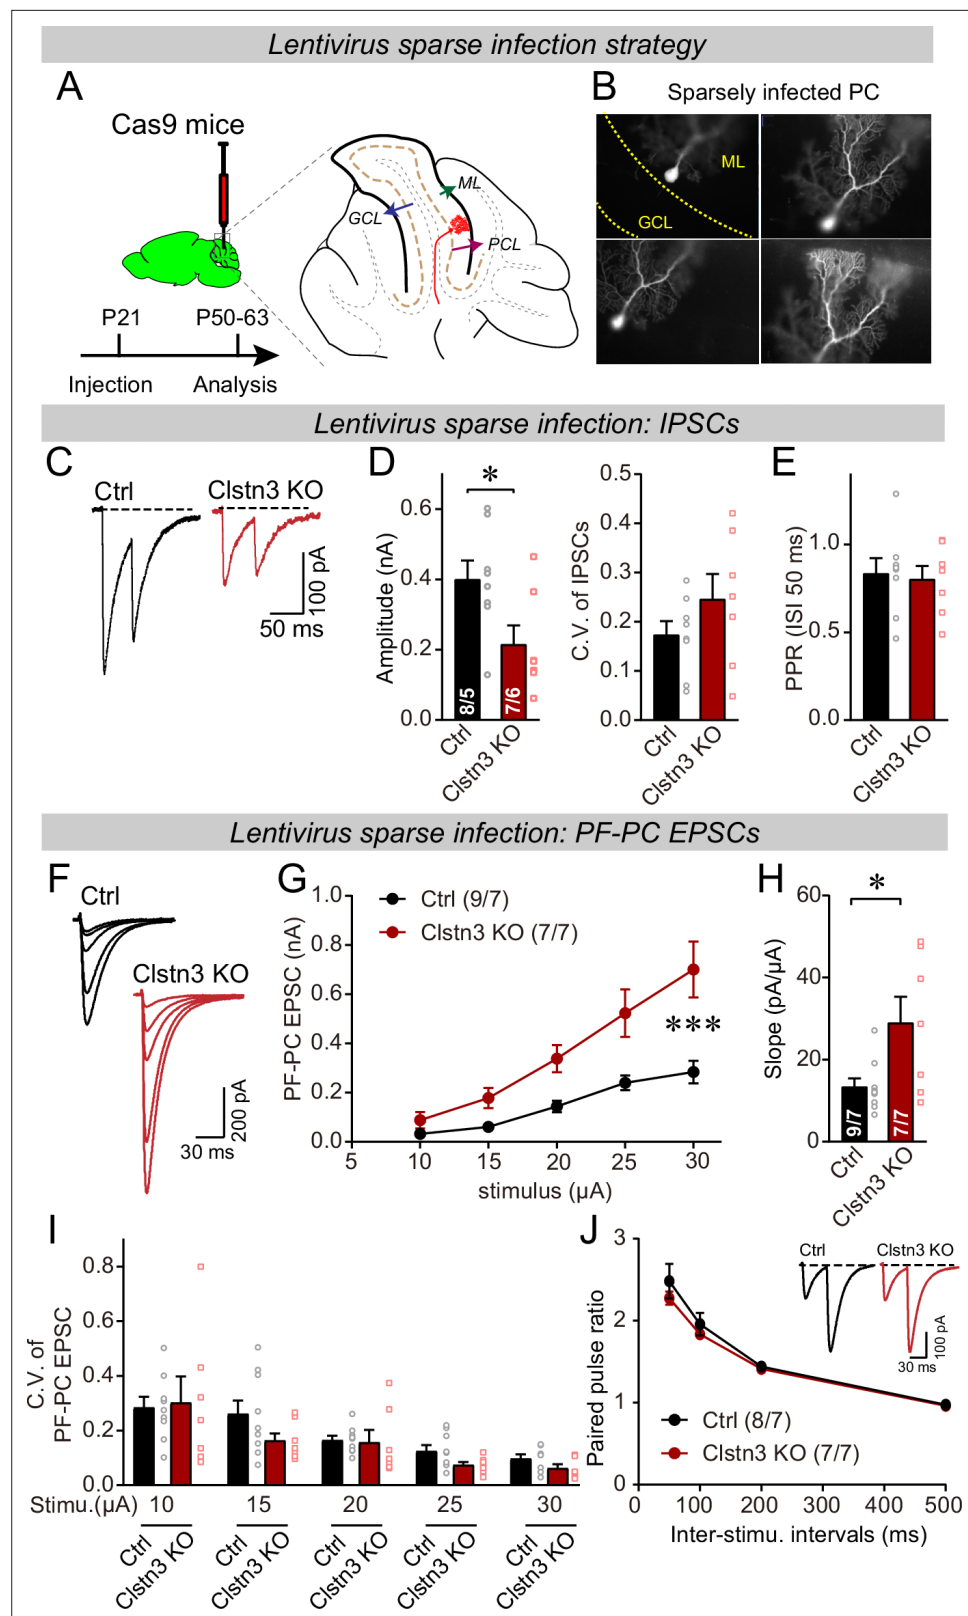 Lentivirus sparse infection strategy
A
Cas9 mice
GCL
ML
PCL
P21
P50-63
Injection
Analysis
B
Sparsely infected PC
ML
GCL
Lentivirus sparse infection: IPSCs
C
Ctrl
Clstn3 KO
100 pA
50 ms
D
Amplitude (nA)
0.6
0.4
0.2
0.0
*
8/5
7/6
Ctrl
Clstn3 KO
C.V. of IPSCs
0.5
0.4
0.3
0.2
0.1
0.0
Ctrl
Clstn3 KO
E
PPR (ISI 50 ms)
1.0
0.5
0.0
Ctrl
Clstn3 KO
Lentivirus sparse infection: PF-PC EPSCs
F
Ctrl
Clstn3 KO
200 pA
30 ms
G
PF-PC EPSC (nA)
1.0
0.8
0.6
0.4
0.2
0.0
Ctrl (9/7)
Clstn3 KO (7/7)
***
5 10 15 20 25 30
stimulus (µA)
H
Slope (pA/µA)
60
40
20
0
*
9/7
7/7
Ctrl
Clstn3 KO
I
C.V. of
PF-PC EPSC
0.8
0.6
0.4
0.2
0.0
Stimu.(µA) 10 15 20 25 30
Ctrl
Clstn3 KO
Ctrl
Clstn3 KO
Ctrl
Clstn3 KO
Ctrl
Clstn3 KO
Ctrl
Clstn3 KO
J
Paired pulse ratio
3
2
1
0
Ctrl
Clstn3 KO
100 pA
30 ms
Ctrl (8/7)
Clstn3 KO (7/7)
0 100 200 300 400 500
Inter-stimu. intervals (ms)